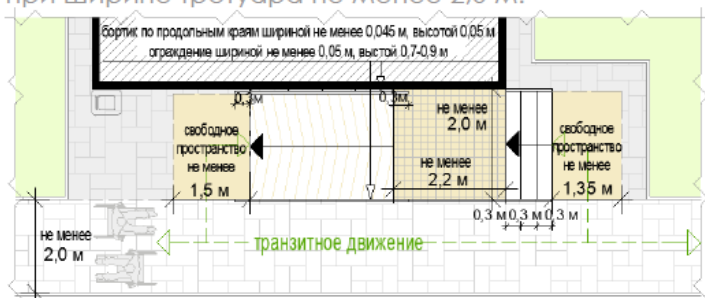 при ширине тротуара не менее 2,0 м.
бортик по продольным краям шириной не менее 0,045 м, высотой 0,05 м
ограждение шириной не менее 0,05 м, высотой 0,7-0,9 м
0,3м
0,3м
не менее
2,0 м
свободное
пространство
не менее
1,5 м
не менее
2,2 м
свободное
пространство
не менее
1,35 м
0,3 м 0,3 м 0,3 м
не менее
2,0 м
транзитное движение